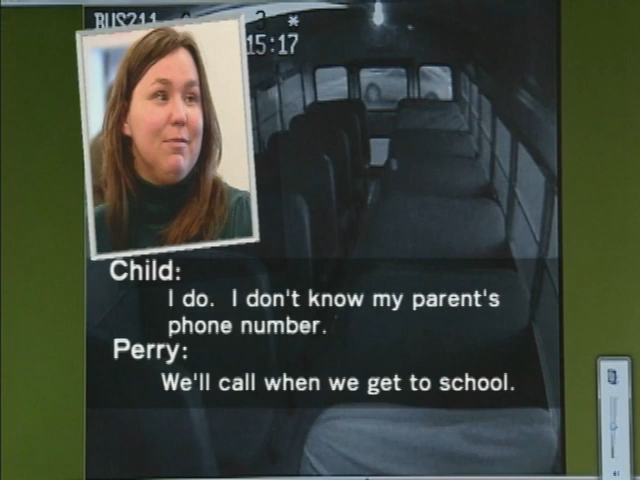 BUS211
15:17
Child:
I do. I don't know my parent's
phone number.
Perry:
We'll call when we get to school.